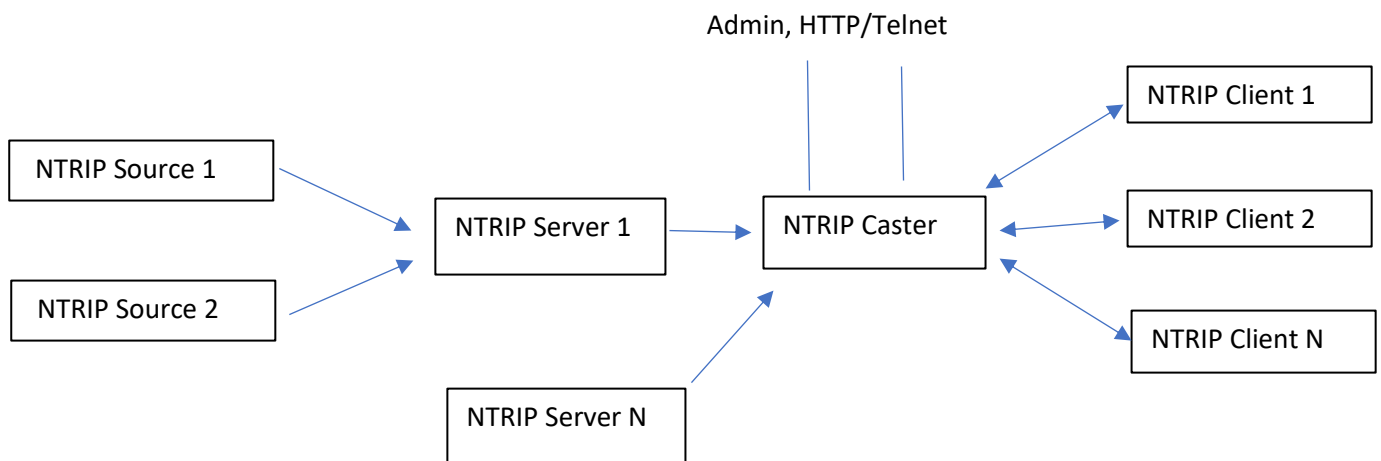 Admin, HTTP/Telnet
NTRIP Client 1
NTRIP Source 1
NTRIP Server 1
NTRIP Caster
NTRIP Client 2
NTRIP Source 2
NTRIP Client N
NTRIP Server N